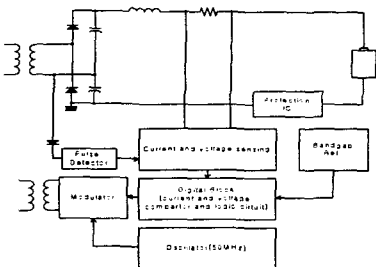 Protection
IC
Current and voltage sensing
Bandgap
Ref.
Pulse
Detector
Modulator
Digital Block
(current and voltage
compartor and logic circuit)
Oscillator(50MHz)